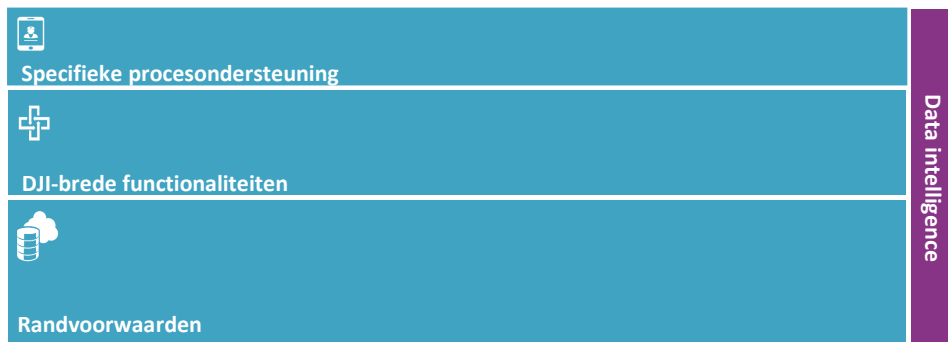 Specifieke procesondersteuning
DJI-brede functionaliteiten
Randvoorwaarden
Data intelligence